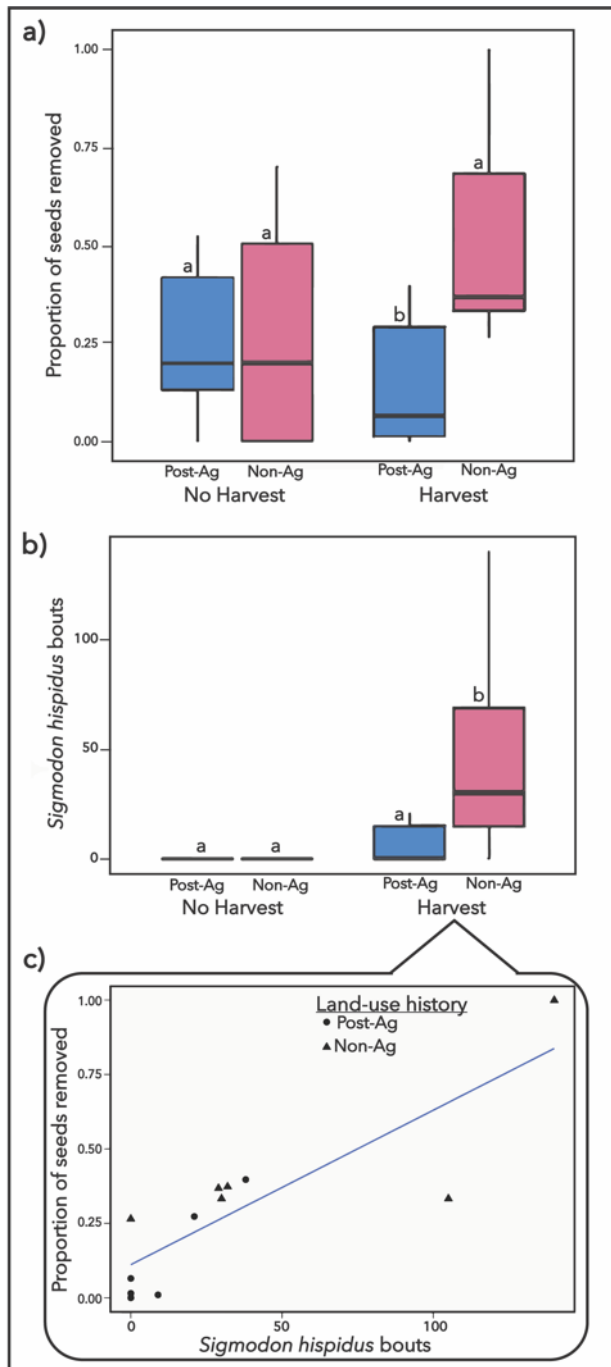 a)
Proportion of seeds removed
1.00
0.75
0.50
0.25
0.00
a
a
b
a
Post-Ag Non-Ag Post-Ag Non-Ag
No Harvest Harvest
b)
Sigmodon hispidus bouts
100
50
0
a
a
a
b
Post-Ag Non-Ag Post-Ag Non-Ag
No Harvest Harvest
c)
Proportion of seeds removed
1.00
0.75
0.50
0.25
0.00
Land-use history
Post-Ag
Non-Ag
0 50 100
Sigmodon hispidus bouts